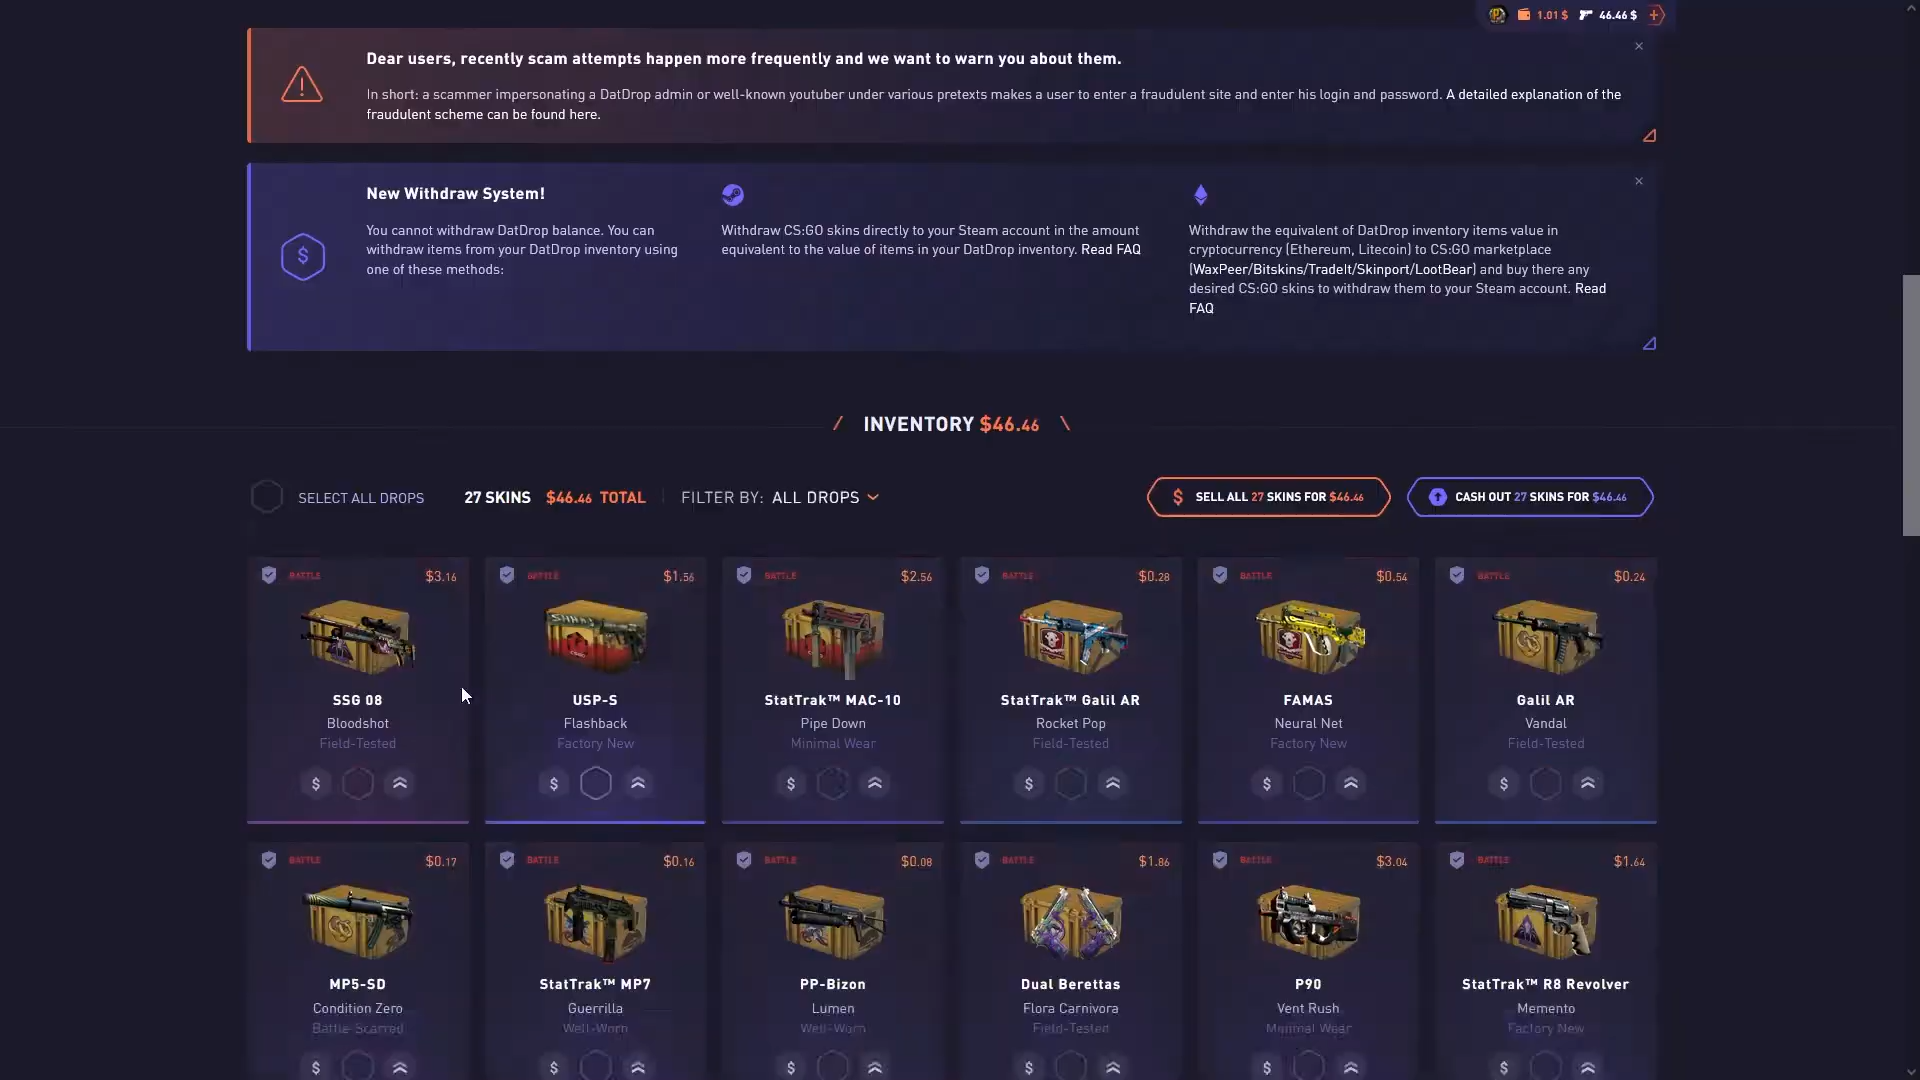 1.01 $ 46.46 $
Dear users, recently scam attempts happen more frequently and we want to warn you about them.
In short: a scammer impersonating a DatDrop admin or well-known youtuber under various pretexts makes a user to enter a fraudulent site and enter his login and password. A detailed explanation of the
fraudulent scheme can be found here.
New Withdraw System!
You cannot withdraw DatDrop balance. You can
withdraw items from your DatDrop inventory using
one of these methods:
Withdraw CS:GO skins directly to your Steam account in the amount
equivalent to the value of items in your DatDrop inventory. Read FAQ
Withdraw the equivalent of DatDrop inventory items value in
cryptocurrency (Ethereum, Litecoin) to CS:GO marketplace
(WaxPeer/Bitskins/TradeIt/Skinport/LootBear) and buy there any
desired CS:GO skins to withdraw them to your Steam account. Read
FAQ
/ INVENTORY $46.46 \
SELECT ALL DROPS 27 SKINS $46.46 TOTAL FILTER BY: ALL DROPS $ SELL ALL 27 SKINS FOR $46.46 CASH OUT 27 SKINS FOR $46.46
BATTLE $3.16 BATTLE $1.56 BATTLE $2.56 BATTLE $0.28 BATTLE $0.54 BATTLE $0.24
SSG 08 USP-S StatTrak™ MAC-10 StatTrak™ Galil AR FAMAS Galil AR
Bloodshot Flashback Pipe Down Rocket Pop Neural Net Vandal
Field-Tested Factory New Minimal Wear Field-Tested Factory New Field-Tested
$ $ $ $ $ $
BATTLE $0.17 BATTLE $0.16 BATTLE $0.08 BATTLE $1.86 BATTLE $3.04 BATTLE $1.64
MP5-SD StatTrak™ MP7 PP-Bizon Dual Berettas P90 StatTrak™ R8 Revolver
Condition Zero Guerrilla Lumen Flora Carnivora Vent Rush Memento
Battle-Scarred Well-Worn Well-Worn Field-Tested Minimal Wear Factory New
$ $ $ $ $ $